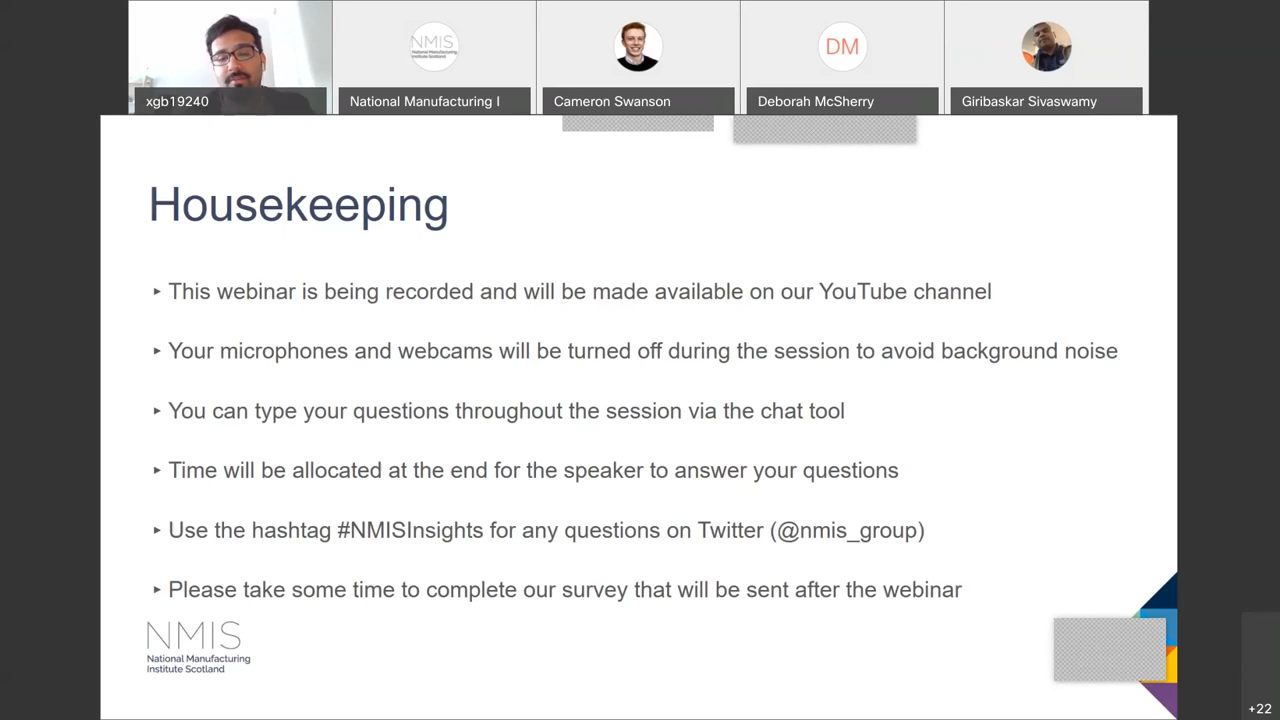 NMIS
National Manufacturing
Institute Scotland
DM
xgb19240
National Manufacturing I
Cameron Swanson
Deborah McSherry
Giribaskar Sivaswamy
Housekeeping
‣ This webinar is being recorded and will be made available on our YouTube channel
‣ Your microphones and webcams will be turned off during the session to avoid background noise
‣ You can type your questions throughout the session via the chat tool
‣ Time will be allocated at the end for the speaker to answer your questions
‣ Use the hashtag #NMISInsights for any questions on Twitter (@nmis_group)
‣ Please take some time to complete our survey that will be sent after the webinar
NMIS
National Manufacturing
Institute Scotland
+22